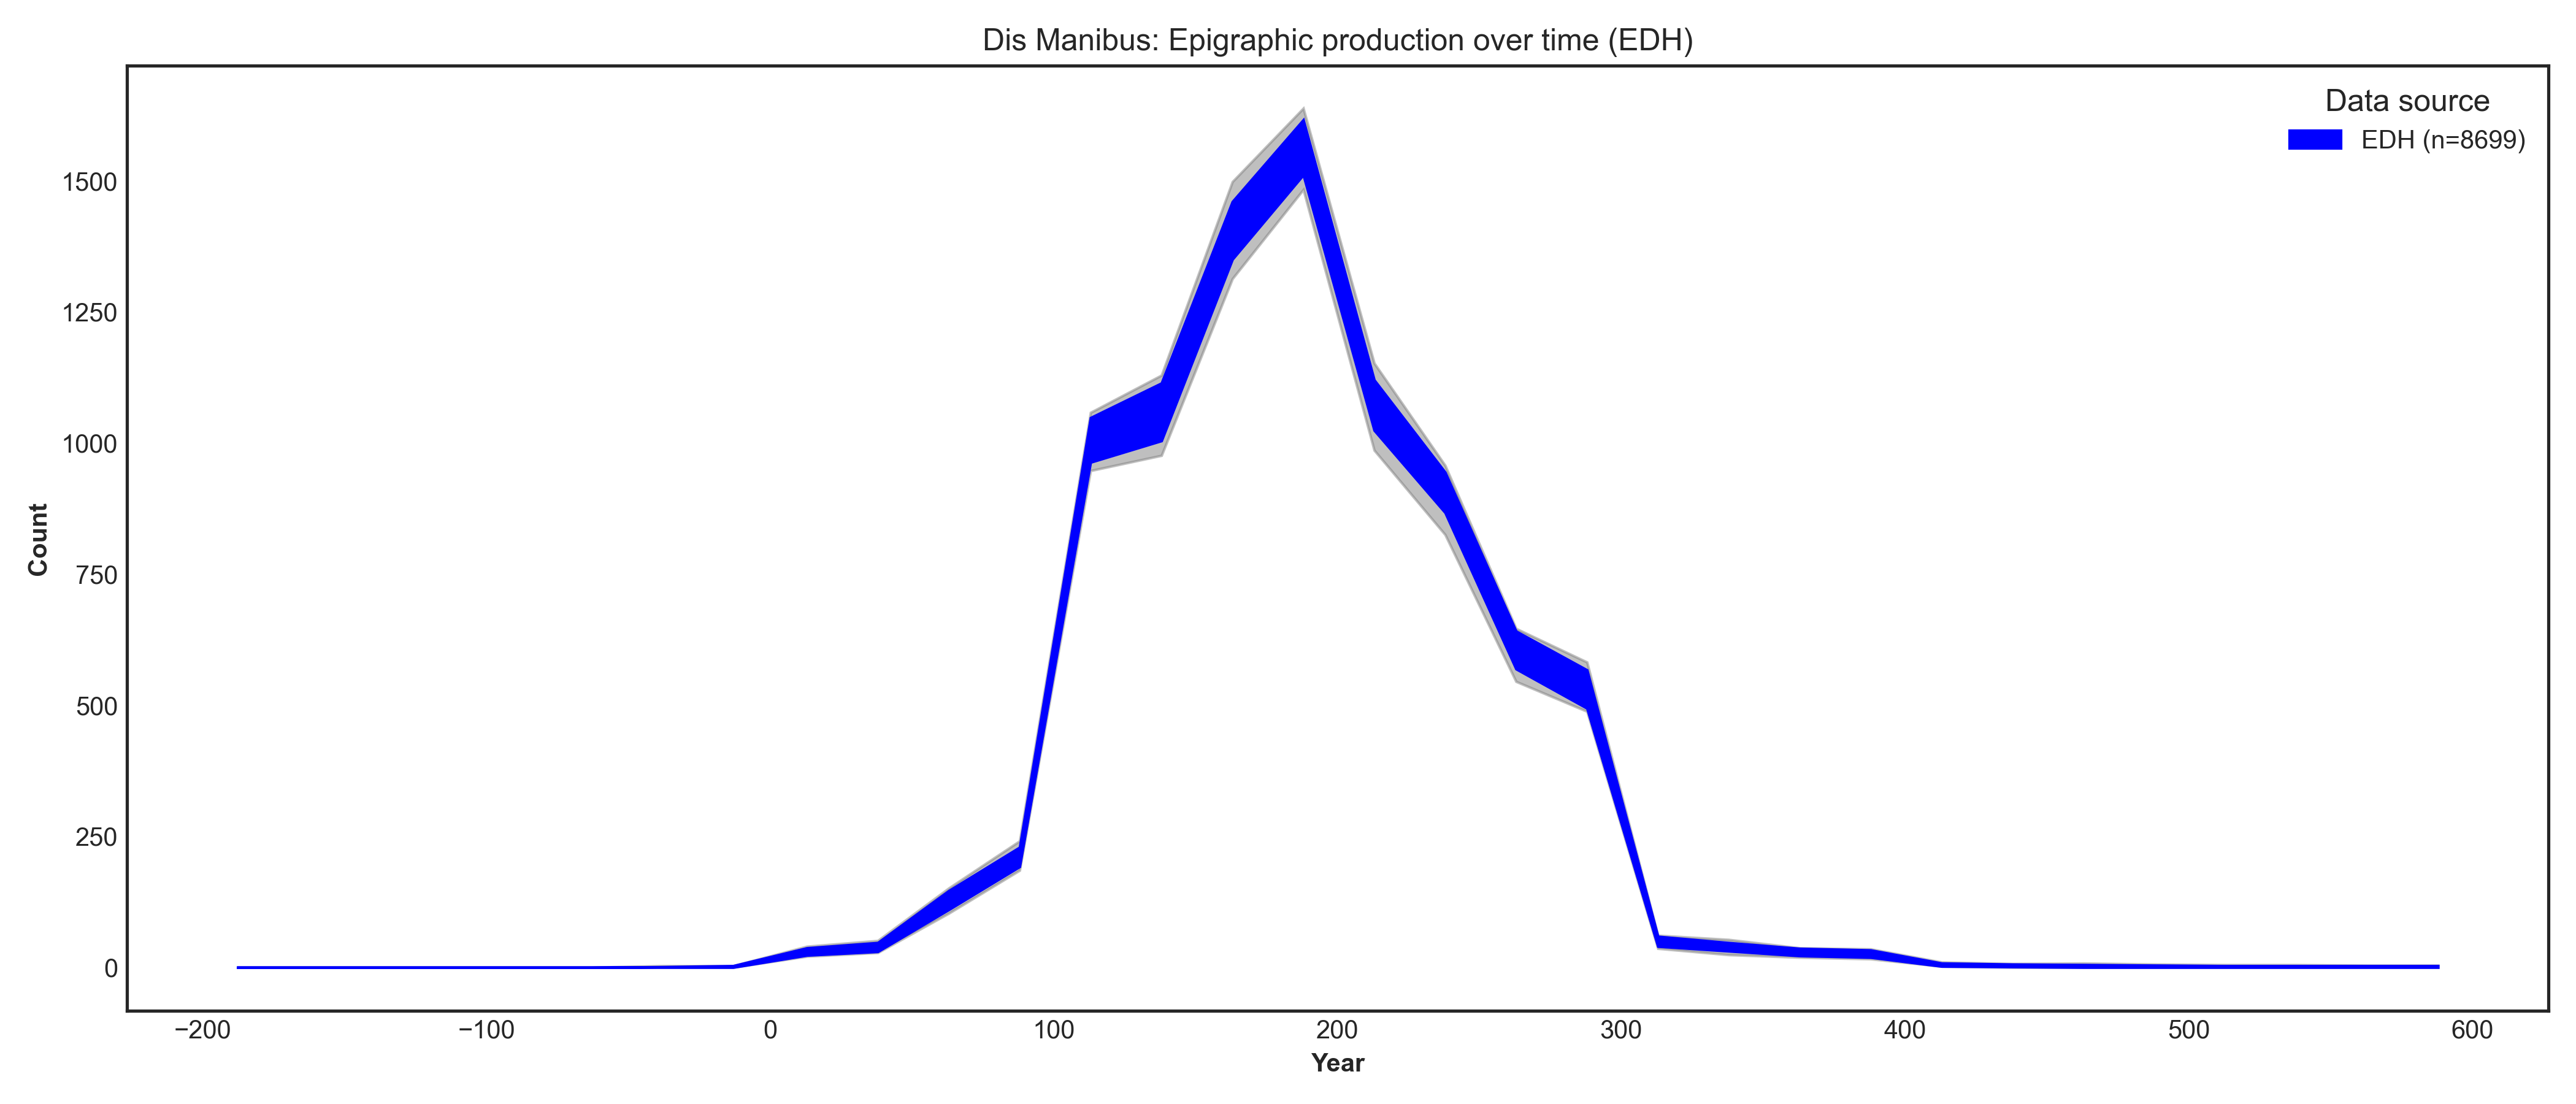 Dis Manibus: Epigraphic production over time (EDH)
Data source
EDH (n=8699)
1500
1250
1000
750
500
250
0
Count
−200 −100 0 100 200 300 400 500 600
Year